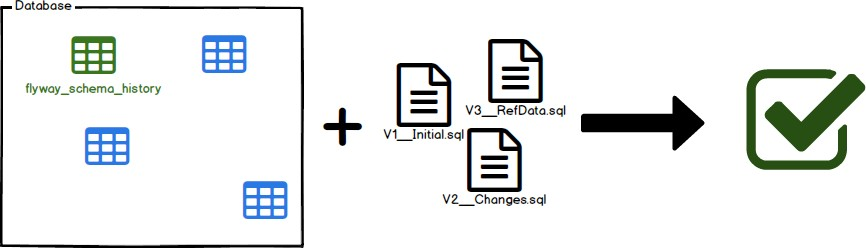 Database
flyway_schema_history
V1__Initial.sql
V3__RefData.sql
V2__Changes.sql